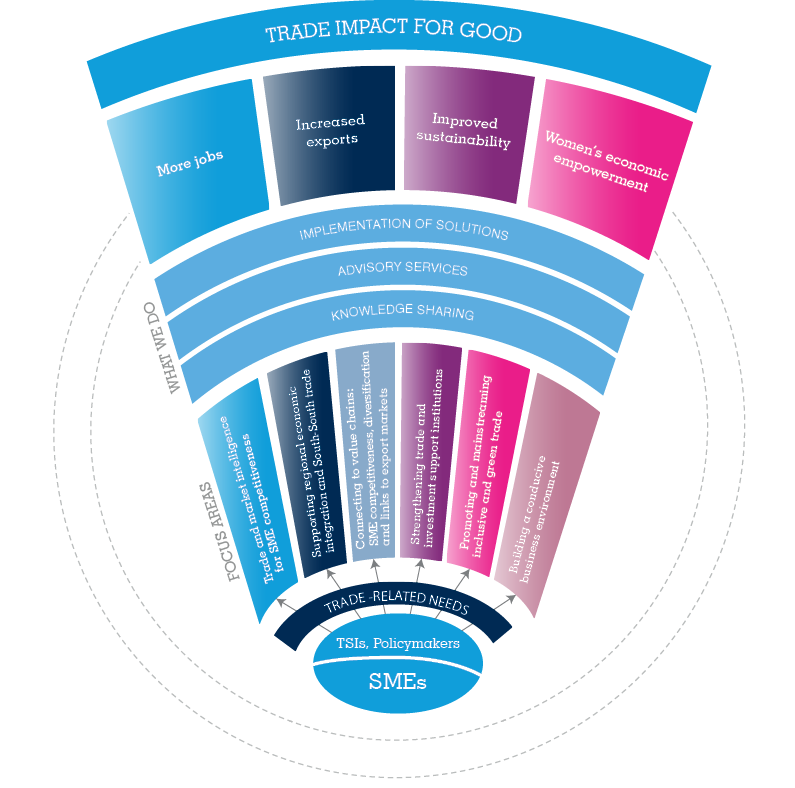 TRADE IMPACT FOR GOOD
More jobs
Increased
exports
Improved
sustainability
Women's economic
empowerment
IMPLEMENTATION OF SOLUTIONS
ADVISORY SERVICES
KNOWLEDGE SHARING
WHAT WE DO
FOCUS AREAS
Trade and market intelligence
for SME competitiveness
Supporting regional economic
integration and South-South trade
Connecting to value chains:
SME competitiveness, diversification
and links to export markets
Strengthening trade and
investment support institutions
Promoting and mainstreaming
inclusive and green trade
Building a conducive
business environment
TRADE -RELATED NEEDS
TSIs, Policymakers
SMEs